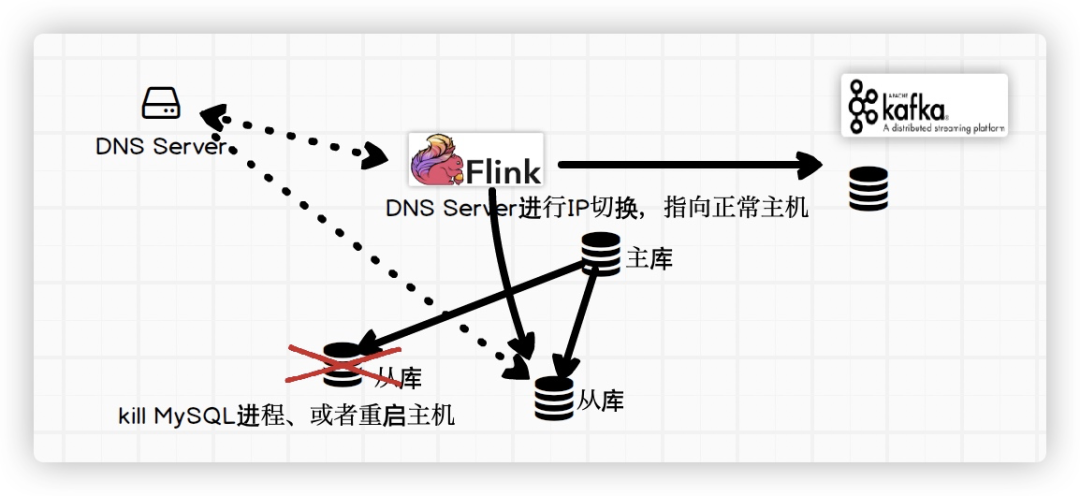 APACHE
kafka
A distributed streaming platform
DNS Server
Flink
DNS Server进行IP切换，指向正常主机
主库
从库
从库
kill MySQL进程、或者重启主机